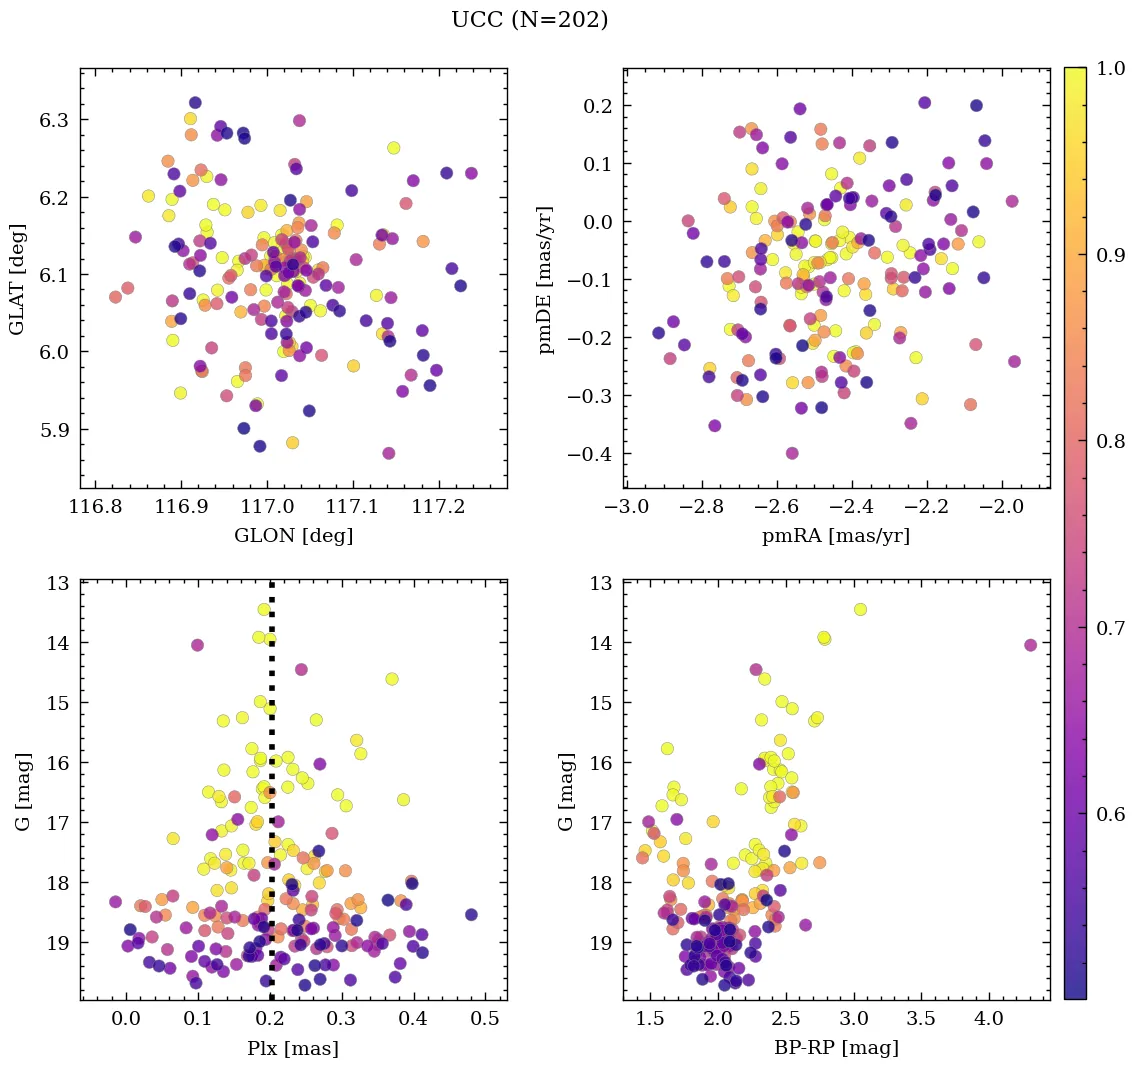 UCC (N=202)
6.3
6.2
6.1
6.0
5.9
GLAT [deg]
116.8 116.9 117.0 117.1 117.2
GLON [deg]
0.2
0.1
0.0
−0.1
−0.2
−0.3
−0.4
pmDE [mas/yr]
−3.0 −2.8 −2.6 −2.4 −2.2 −2.0
pmRA [mas/yr]
1.0
0.9
0.8
0.7
0.6
13
14
15
16
17
18
19
G [mag]
0.0 0.1 0.2 0.3 0.4 0.5
Plx [mas]
13
14
15
16
17
18
19
G [mag]
1.5 2.0 2.5 3.0 3.5 4.0
BP-RP [mag]